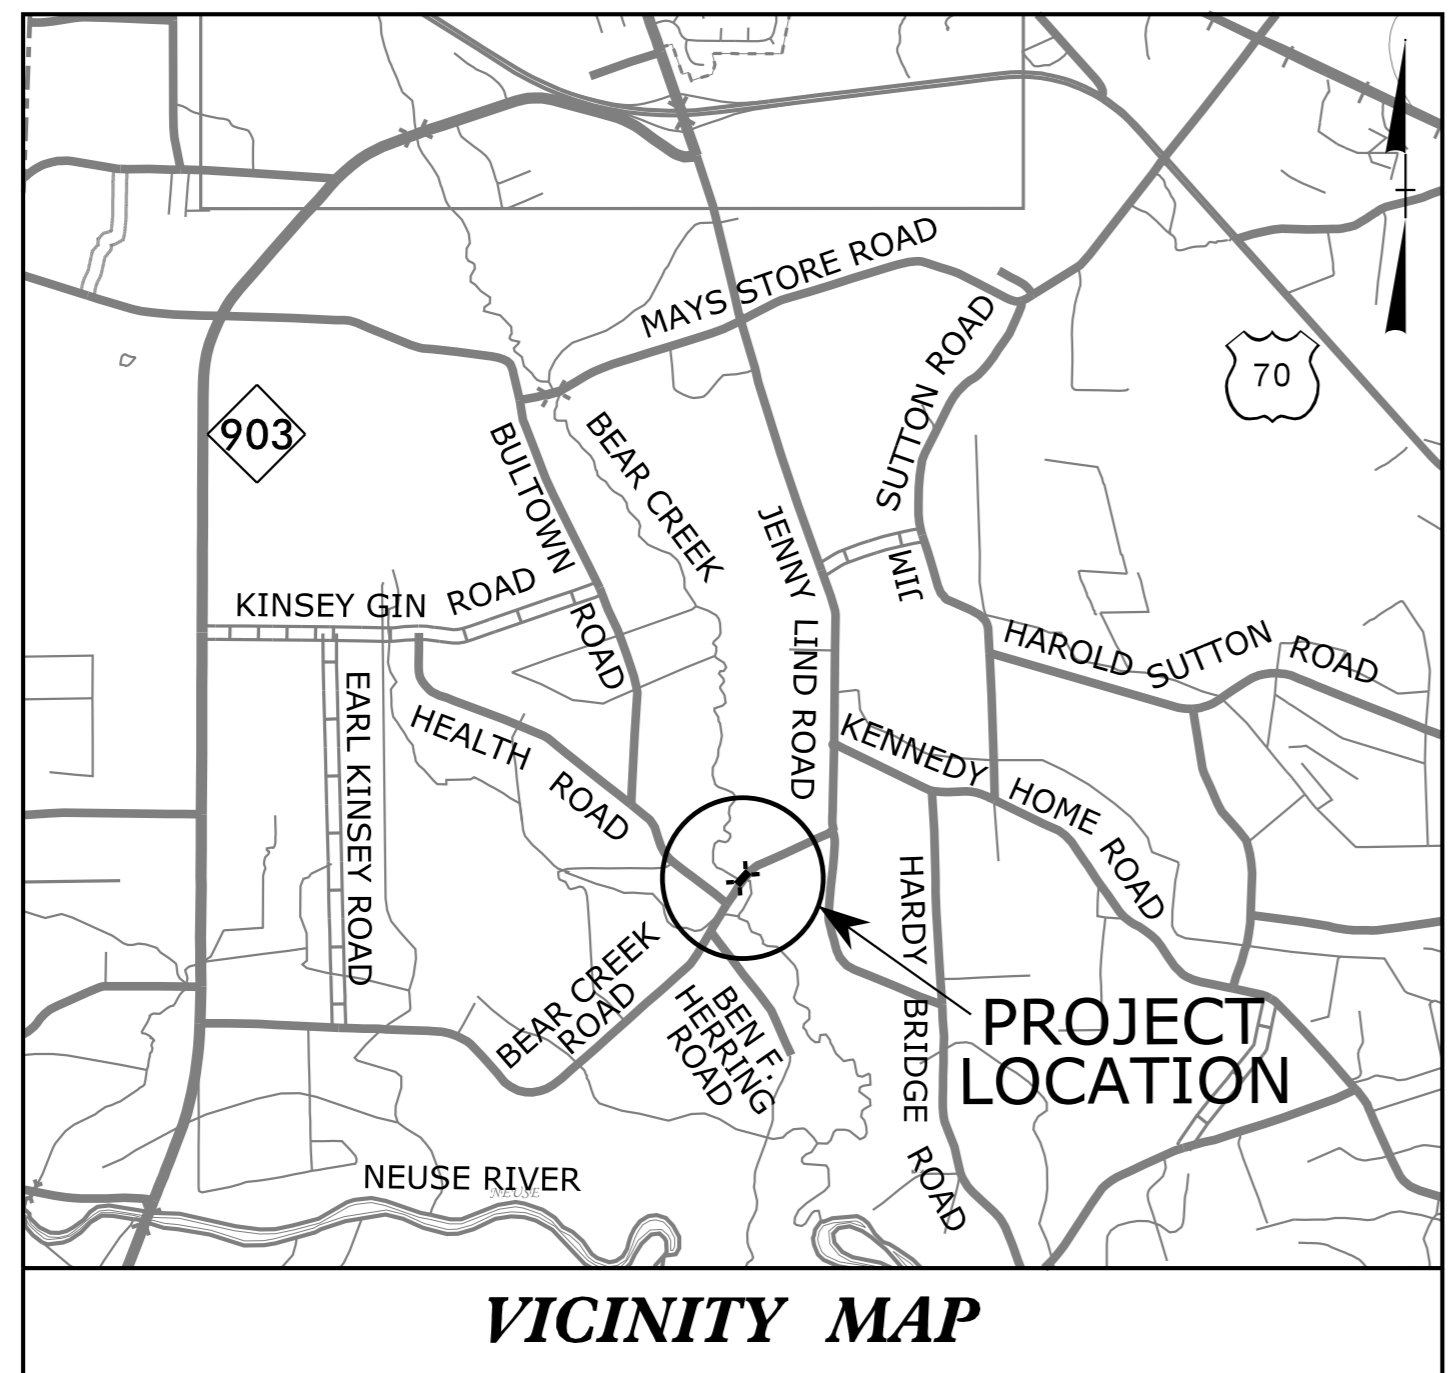 MAYS STORE ROAD
SUTTON ROAD
JIM
70
903
BULTOWN
ROAD
BEAR CREEK
JENNY LIND ROAD
KINSEY GIN ROAD
HAROLD SUTTON ROAD
EARL KINSEY ROAD
HEALTH ROAD
KENNEDY HOME ROAD
HARDY BRIDGE ROAD
BEAR CREEK
ROAD
BEN F.
HERRING
ROAD
PROJECT
LOCATION
NEUSE RIVER
NEUSE
VICINITY MAP